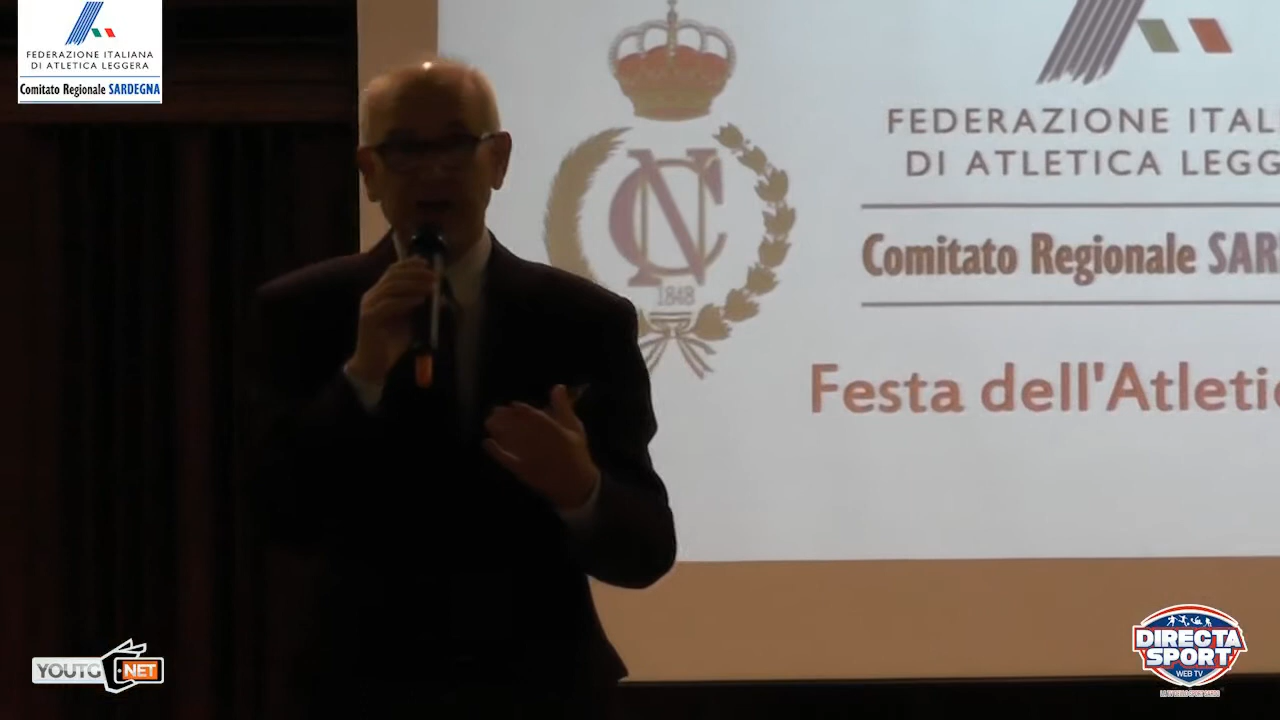 FEDERAZIONE ITALIANA
DI ATLETICA LEGGERA
Comitato Regionale SARDEGNA
NC
1848
FEDERAZIONE ITAL
DI ATLETICA LEGG
Comitato Regionale SAR
Festa dell'Atletic
YOUTG NET
DIRECTA
SPORT
WEB TV